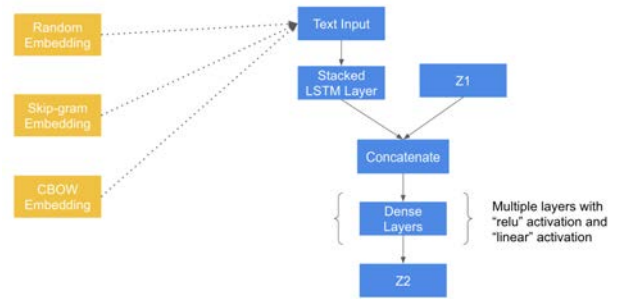 Random
Embedding
Text Input
Stacked
LSTM Layer
Z1
Skip-gram
Embedding
Concatenate
CBOW
Embedding
Dense
Layers
Multiple layers with
"relu" activation and
"linear" activation
Z2